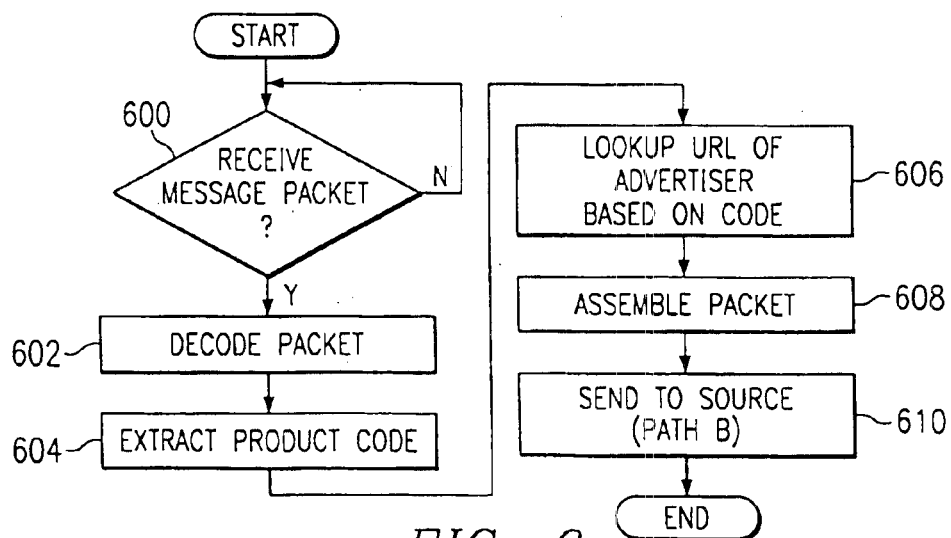 START
600
RECEIVE
MESSAGE PACKET
?
N
Y
602
DECODE PACKET
604
EXTRACT PRODUCT CODE
LOOKUP URL OF
ADVERTISER
BASED ON CODE
606
ASSEMBLE PACKET
608
SEND TO SOURCE
(PATH B)
610
END
FIG.